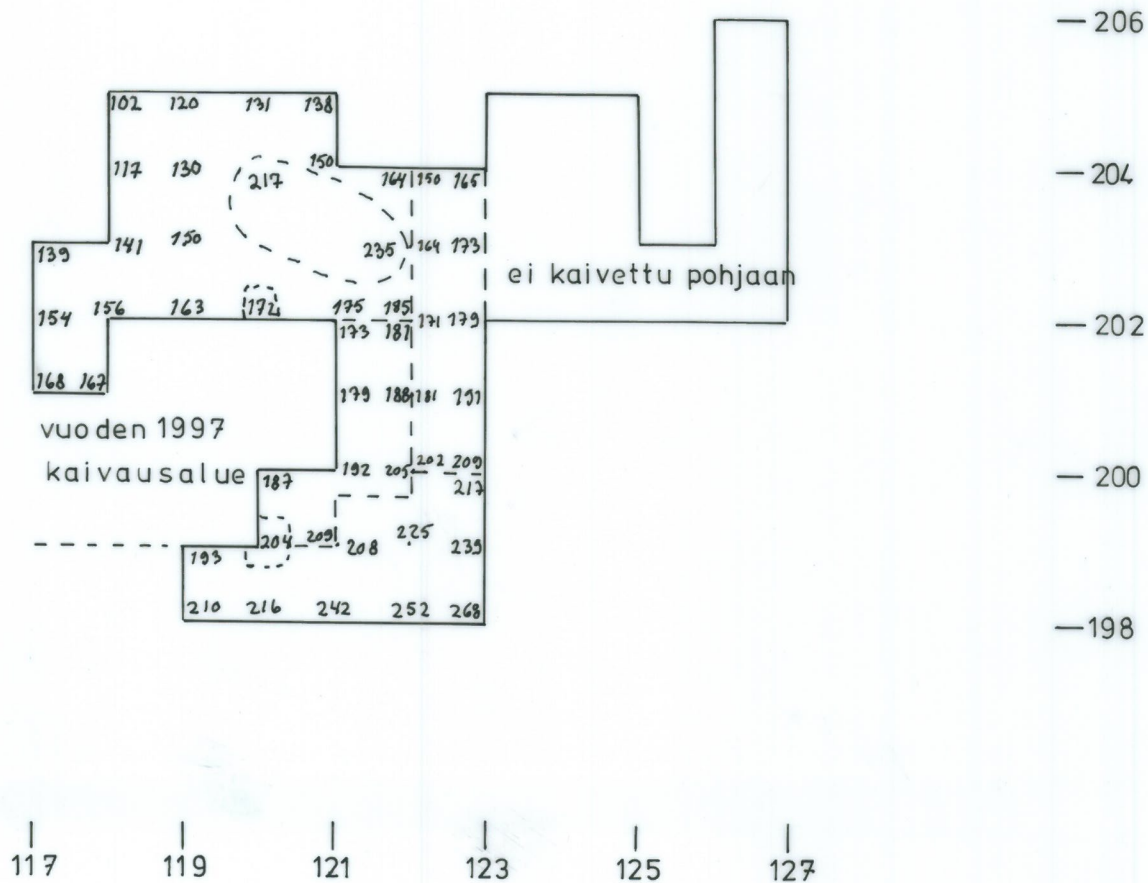 206
102 120 131 138
117 130 217 150 164 150 165 204
139 141 150 235 164 173
ei kaivettu pohjaan
154 156 163 172 175 185 171 179 202
173 187
168 167 179 188 181 191
vuoden 1997
kaivausalue
187 192 205 202 209 200
217
193 204 209 208 225 239
210 216 242 252 268 198
117 119 121 123 125 127